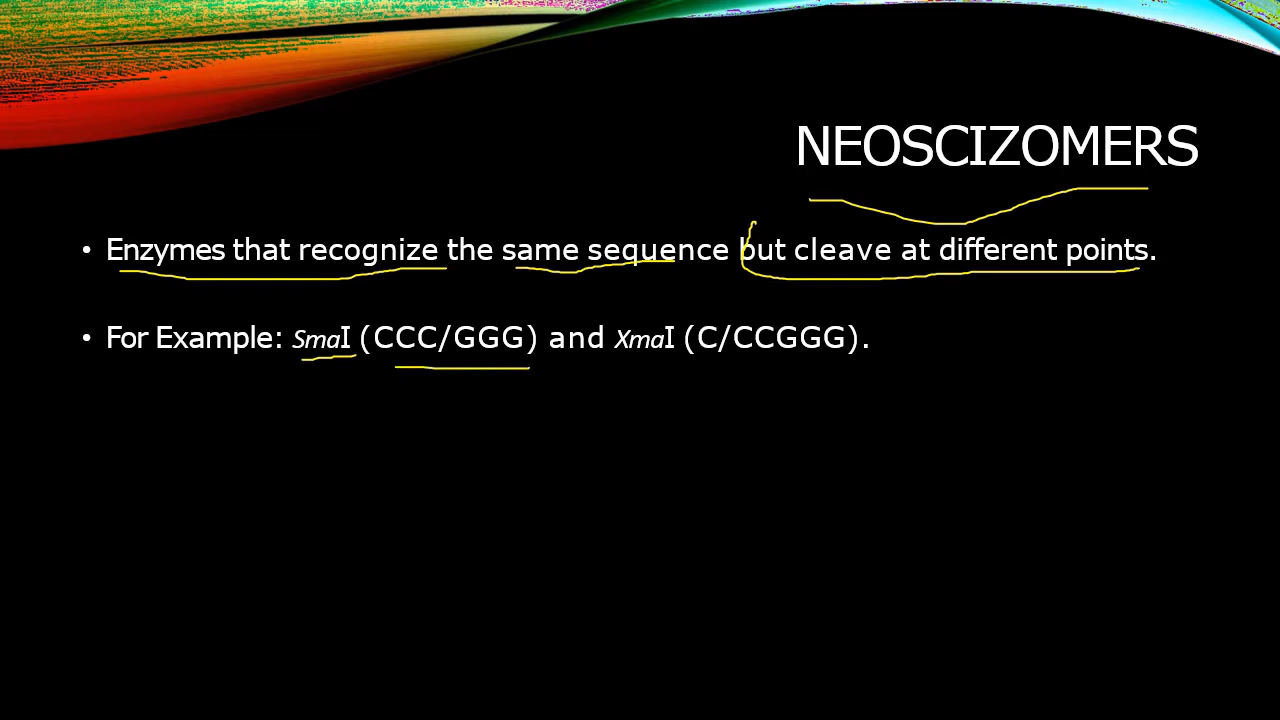 NEOSCIZOMERS
• Enzymes that recognize the same sequence but cleave at different points.
• For Example: SmaI (CCC/GGG) and XmaI (C/CCGGG).